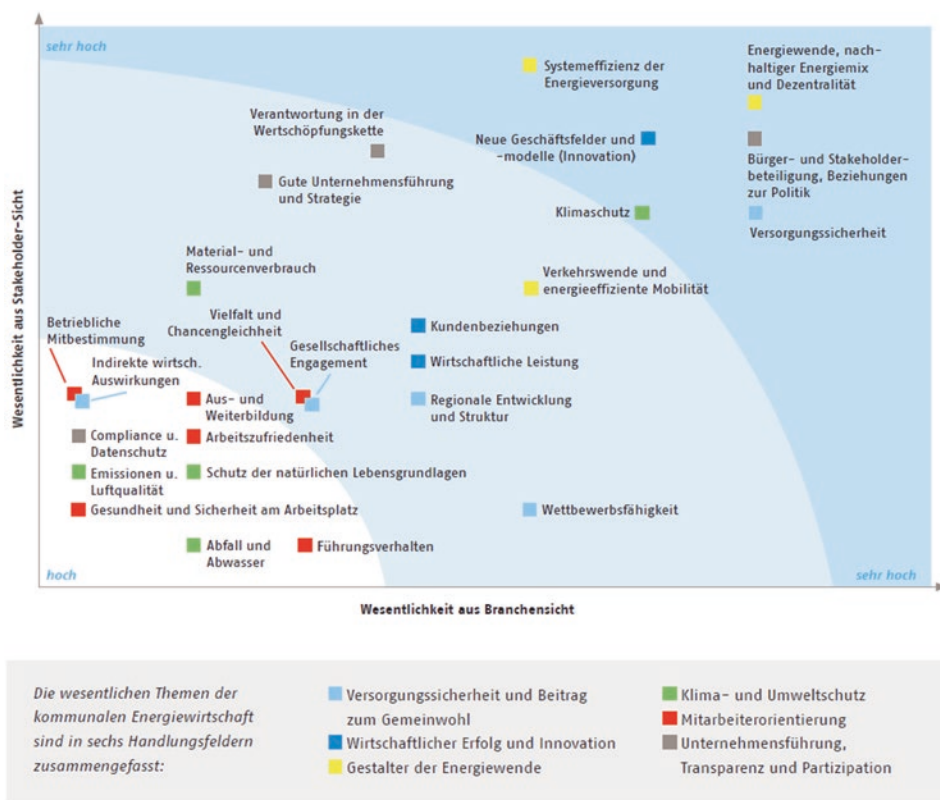 sehr hoch
Energiewende, nach-
haltiger Energiemix
und Dezentralität
Systemeffizienz der
Energieversorgung
Verantwortung in der
Wertschöpfungskette
Neue Geschäftsfelder und
-modelle (Innovation)
Bürger- und Stakeholder-
beteiligung, Beziehungen
zur Politik
Gute Unternehmensführung
und Strategie
Klimaschutz
Versorgungssicherheit
Material- und
Ressourcenverbrauch
Verkehrswende und
energieeffiziente Mobilität
Vielfalt und
Chancengleichheit
Betriebliche
Mitbestimmung
Kundenbeziehungen
Gesellschaftliches
Engagement
Indirekte wirtsch.
Auswirkungen
Wirtschaftliche Leistung
Aus- und
Weiterbildung
Regionale Entwicklung
und Struktur
Compliance u.
Datenschutz
Arbeitszufriedenheit
Emissionen u.
Luftqualität
Schutz der natürlichen Lebensgrundlagen
Gesundheit und Sicherheit am Arbeitsplatz
Wettbewerbsfähigkeit
Abfall und
Abwasser
Führungsverhalten
hoch
sehr hoch
Wesentlichkeit aus Stakeholder-Sicht
Wesentlichkeit aus Branchensicht
Die wesentlichen Themen der
kommunalen Energiewirtschaft
sind in sechs Handlungsfeldern
zusammengefasst:
Versorgungssicherheit und Beitrag
zum Gemeinwohl
Wirtschaftlicher Erfolg und Innovation
Gestalter der Energiewende
Klima- und Umweltschutz
Mitarbeiterorientierung
Unternehmensführung,
Transparenz und Partizipation